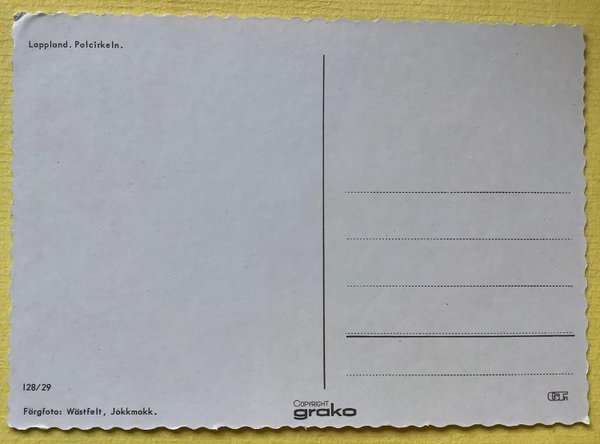 Lappland. Polcirkeln.
128/29
Färgfoto: Wästfelt, Jokkmokk.
COPYRIGHT
grako